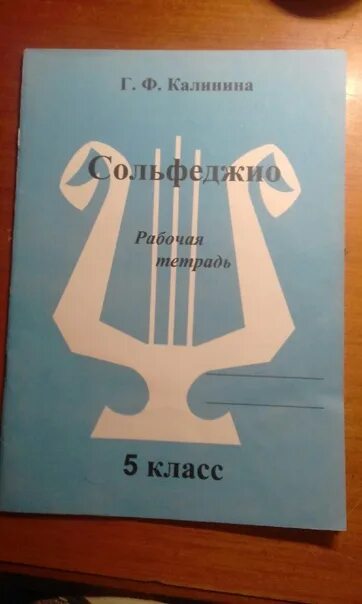 Г. Ф. Калинина
Сольфеджио
Рабочая
тетрадь
5 класс